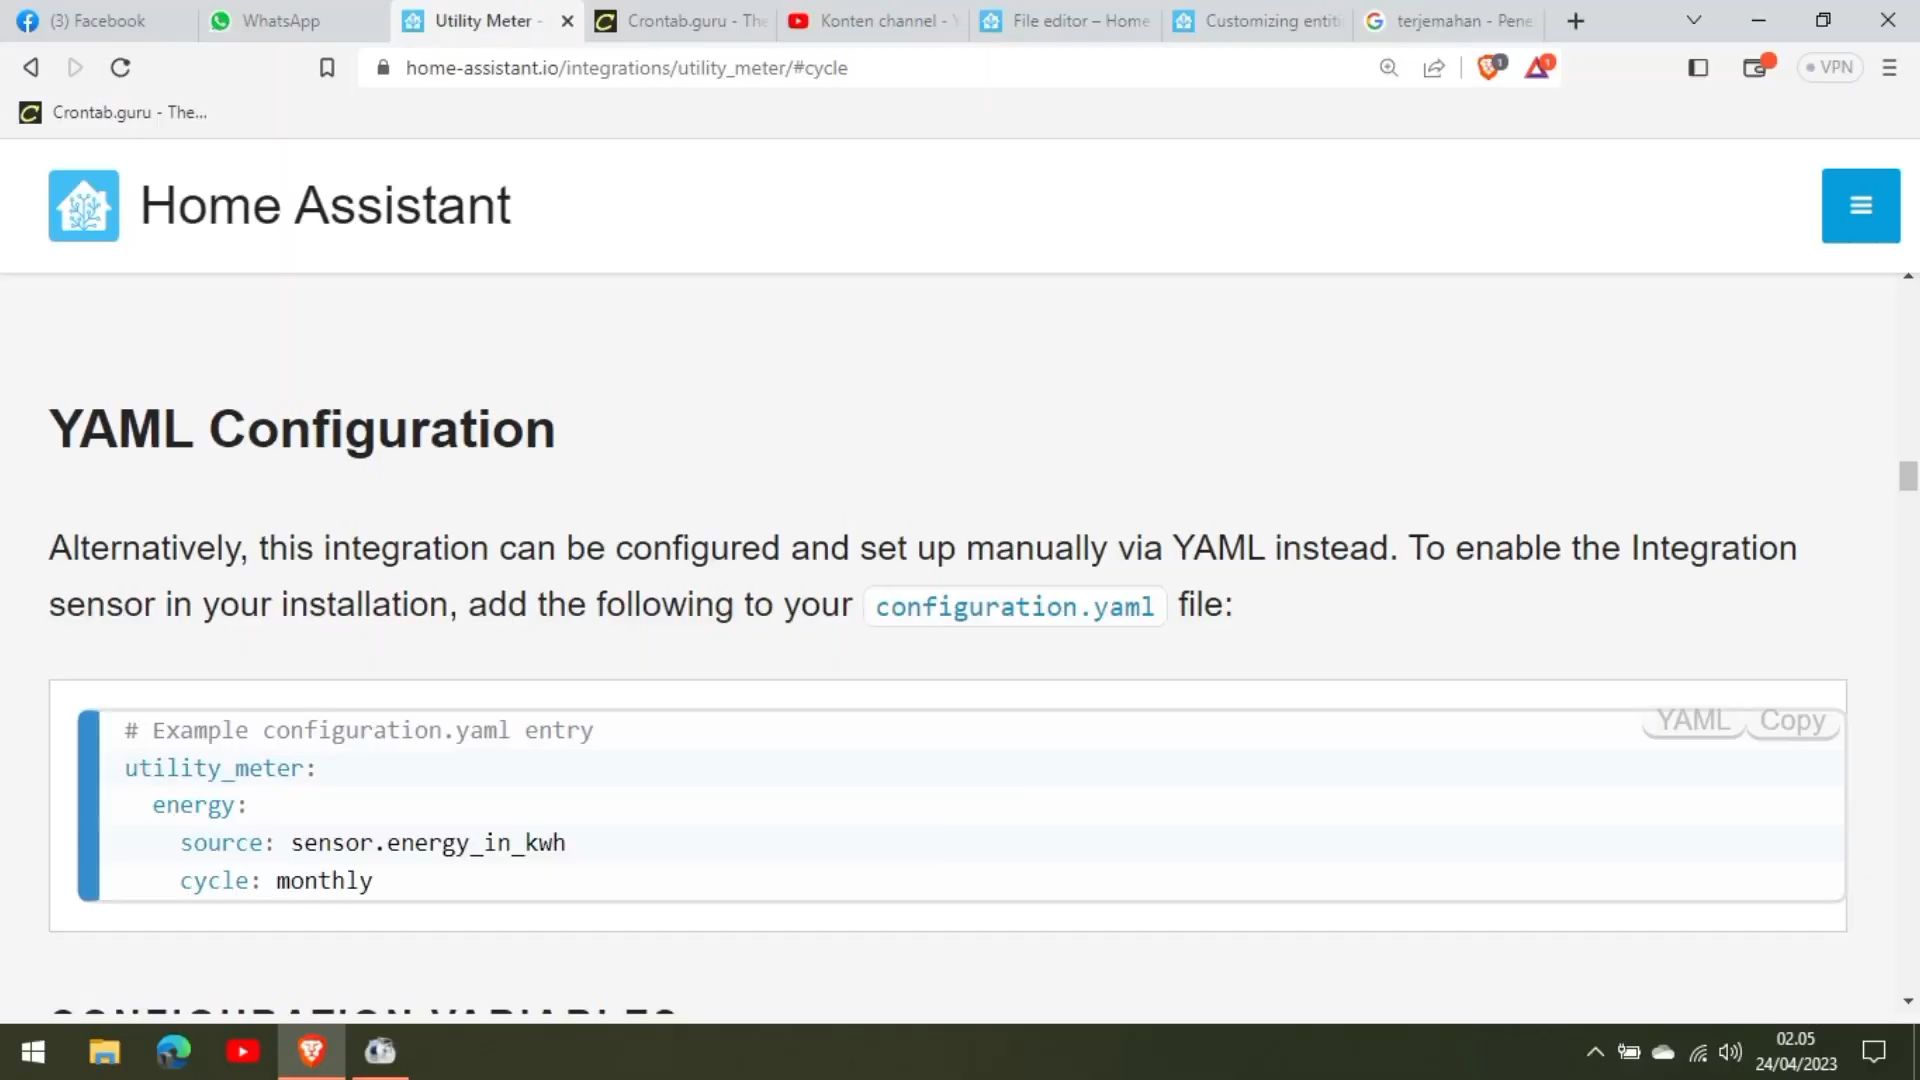 (3) Facebook
WhatsApp
Utility Meter -
Crontab.guru - The
Konten channel -
File editor – Home
Customizing entiti
terjemahan - Pene
home-assistant.io/integrations/utility_meter/#cycle
1
1
VPN
Crontab.guru - The...
Home Assistant
YAML Configuration
Alternatively, this integration can be configured and set up manually via YAML instead. To enable the Integration
sensor in your installation, add the following to your configuration.yaml file:
YAML Copy
# Example configuration.yaml entry
utility_meter:
energy:
source: sensor.energy_in_kwh
cycle: monthly
CONFIGURATION VARIABLES
02.05
24/04/2023